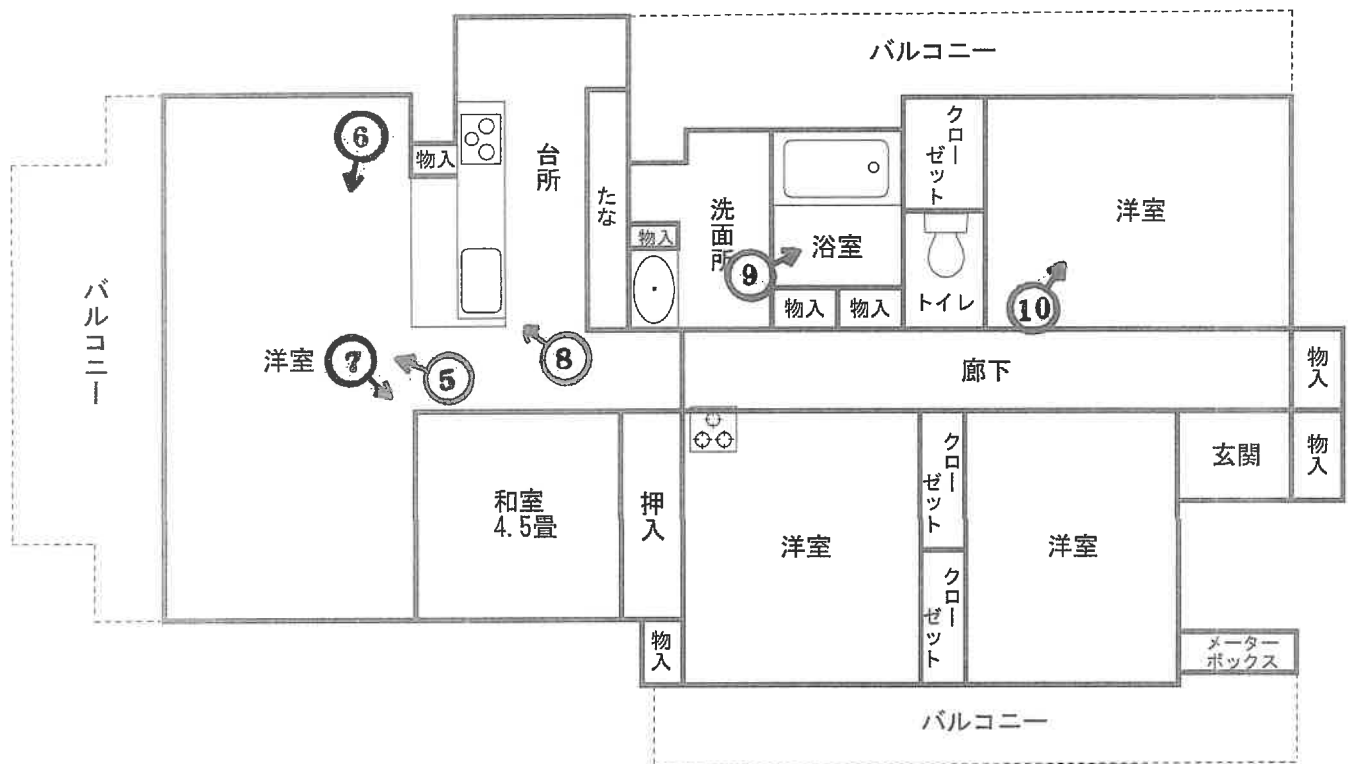 バルコニー
⑥
物入
台所
たな
洗面所
物入
⑨
浴室
物入
物入
クローゼット
トイレ
洋室
⑩
バルコニー
洋室
⑦
⑤
⑧
廊下
物入
和室
4.5畳
押入
物入
洋室
クローゼット
クローゼット
洋室
玄関
物入
メーター
ボックス
バルコニー